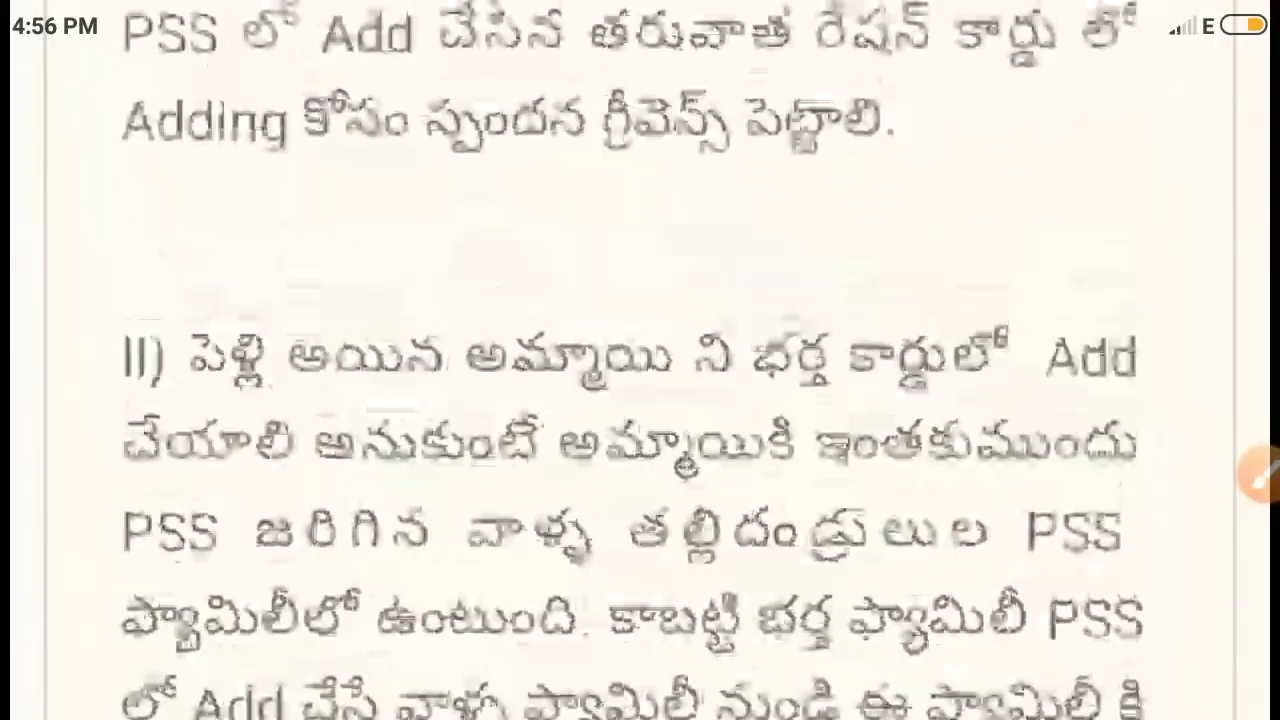 4:56 PM
E
PSS లో Add చేసిన తరువాత రేషన్ కార్డు లో
Adding కోసం స్పందన గ్రీవెన్స్ పెట్టాలి.
II) పెళ్లి అయిన అమ్మాయి ని భర్త కార్డులో Add
చేయాలి అనుకుంటే అమ్మాయికి ఇంతకుముందు
PSS జరిగిన వాళ్ళ తల్లిదండ్రులుల PSS
ఫ్యామిలీలో ఉంటుంది. కాబట్టి భర్త ఫ్యామిలీ PSS
లో Add చేసే వాళ్ళు ఫ్యామిలీ నుండి ఈ ఫ్యామిలీ కి